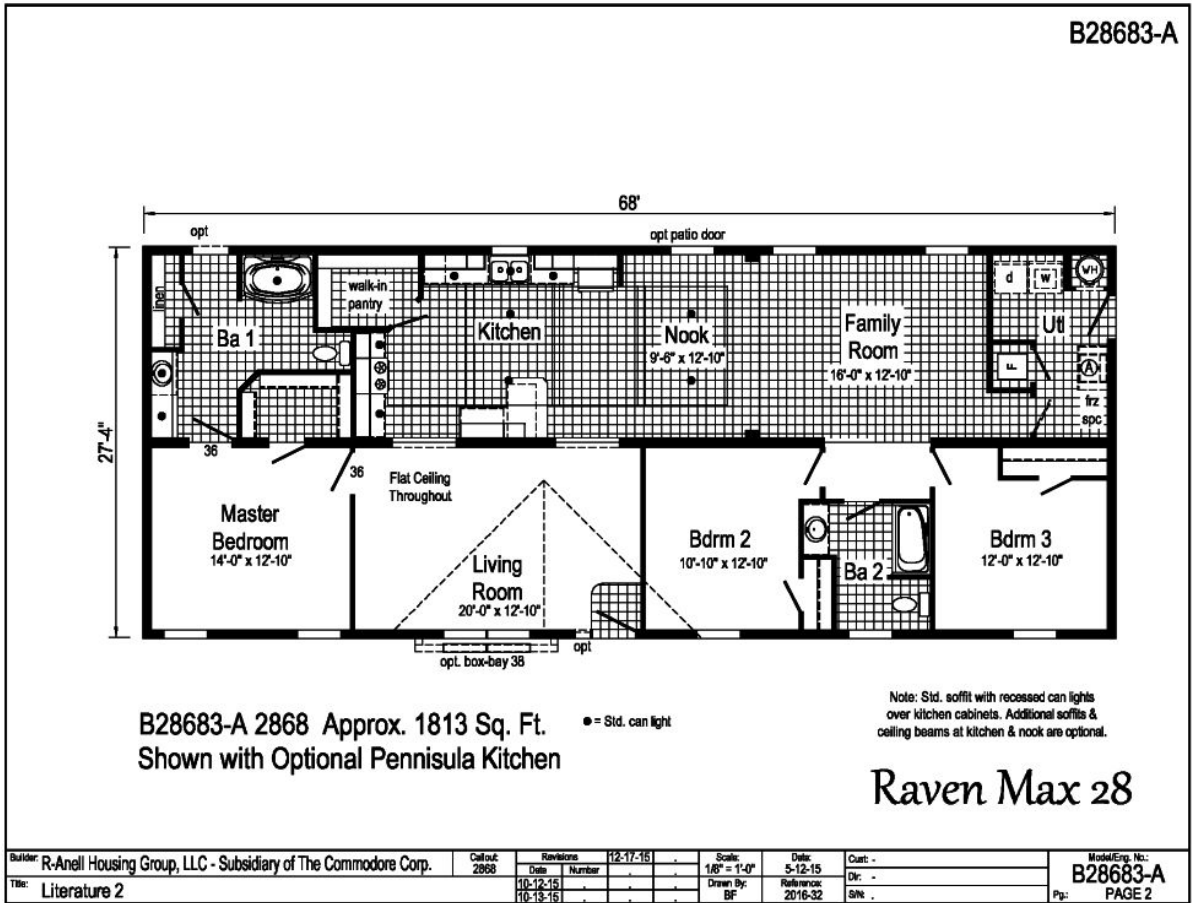 B28683-A
68'
opt
opt patio door
27'-4"
linen
Ba 1
walk-in
pantry
Kitchen
Nook
9'-6" x 12'-10"
Family
Room
16'-0" x 12'-10"
d
w
WH
Utl
F
A
frz
spc
36
36
Flat Ceiling
Throughout
Master
Bedroom
14'-0" x 12'-10"
Living
Room
20'-0" x 12'-10"
Bdrm 2
10'-10" x 12'-10"
Ba 2
Bdrm 3
12'-0" x 12'-10"
opt. box-bay 38
opt
B28683-A 2868 Approx. 1813 Sq. Ft.
= Std. can light
Shown with Optional Pennisula Kitchen
Note: Std. soffit with recessed can lights
over kitchen cabinets. Additional soffits &
ceiling beams at kitchen & nook are optional.
Raven Max 28
Builder: R-Anell Housing Group, LLC - Subsidiary of The Commodore Corp.
Title: Literature 2
Callout:
2868
Revisions 12-17-15 .
Date Number . .
10-12-15 . . .
10-13-15 . . .
Scale:
1/8" = 1'-0"
Drawn By:
BF
Date:
5-12-15
Reference:
2016-32
Cust: -
Dir: -
S/N: .
Model/Eng. No.:
B28683-A
Pg.: PAGE 2